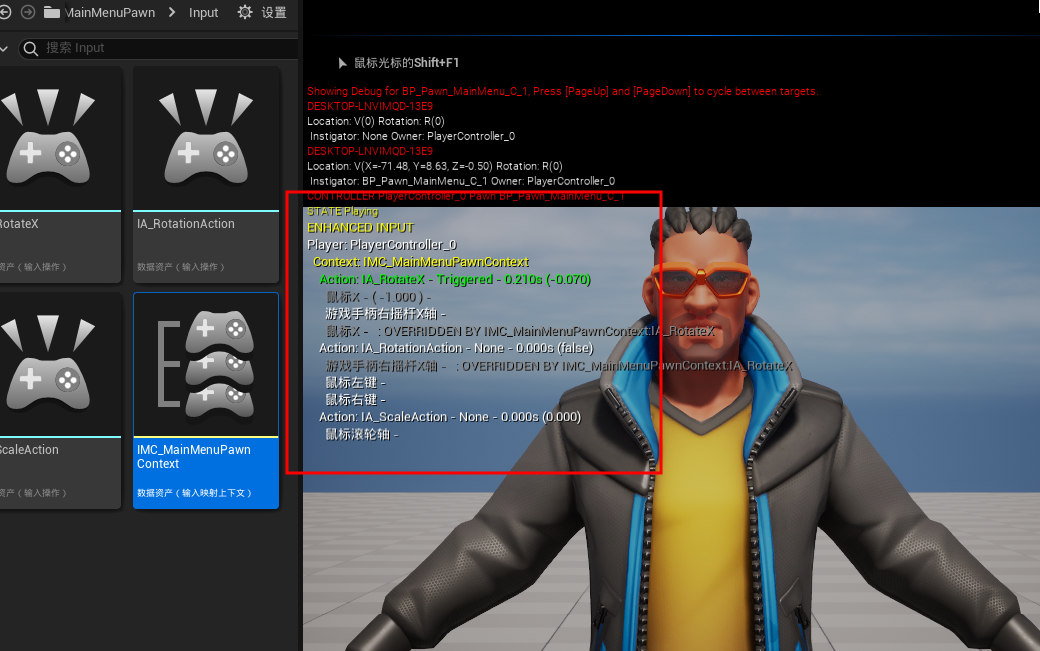 MainMenuPawn > Input 设置
搜索 Input
RotateX
资产（输入操作）
IA_RotationAction
数据资产（输入操作）
ScaleAction
资产（输入操作）
IMC_MainMenuPawn
Context
数据资产（输入映射上下文）
鼠标光标的Shift+F1
Showing Debug for BP_Pawn_MainMenu_C_1. Press [PageUp] and [PageDown] to cycle between targets.
DESKTOP-LNVIMOD-13E9
Location: V(0) Rotation: R(0)
Instigator: None Owner: PlayerController_0
DESKTOP-LNVIMOD-13E9
Location: V(X=-71.48, Y=8.63, Z=-0.50) Rotation: R(0)
Instigator: BP_Pawn_MainMenu_C_1 Owner: PlayerController_0
CONTROLLER PlayerController_0 Pawn BP_Pawn_MainMenu_C_1
STATE Playing
ENHANCED INPUT
Player: PlayerController_0
Context: IMC_MainMenuPawnContext
Action: IA_RotateX - Triggered - 0.210s (-0.070)
鼠标X - ( -1.000 ) -
游戏手柄右摇杆X轴 -
鼠标X - : OVERRIDDEN BY IMC_MainMenuPawnContext:IA_RotateX
Action: IA_RotationAction - None - 0.000s (false)
游戏手柄右摇杆X轴 - : OVERRIDDEN BY IMC_MainMenuPawnContext:IA_RotateX
鼠标左键 -
鼠标右键 -
Action: IA_ScaleAction - None - 0.000s (0.000)
鼠标滚轮轴 -